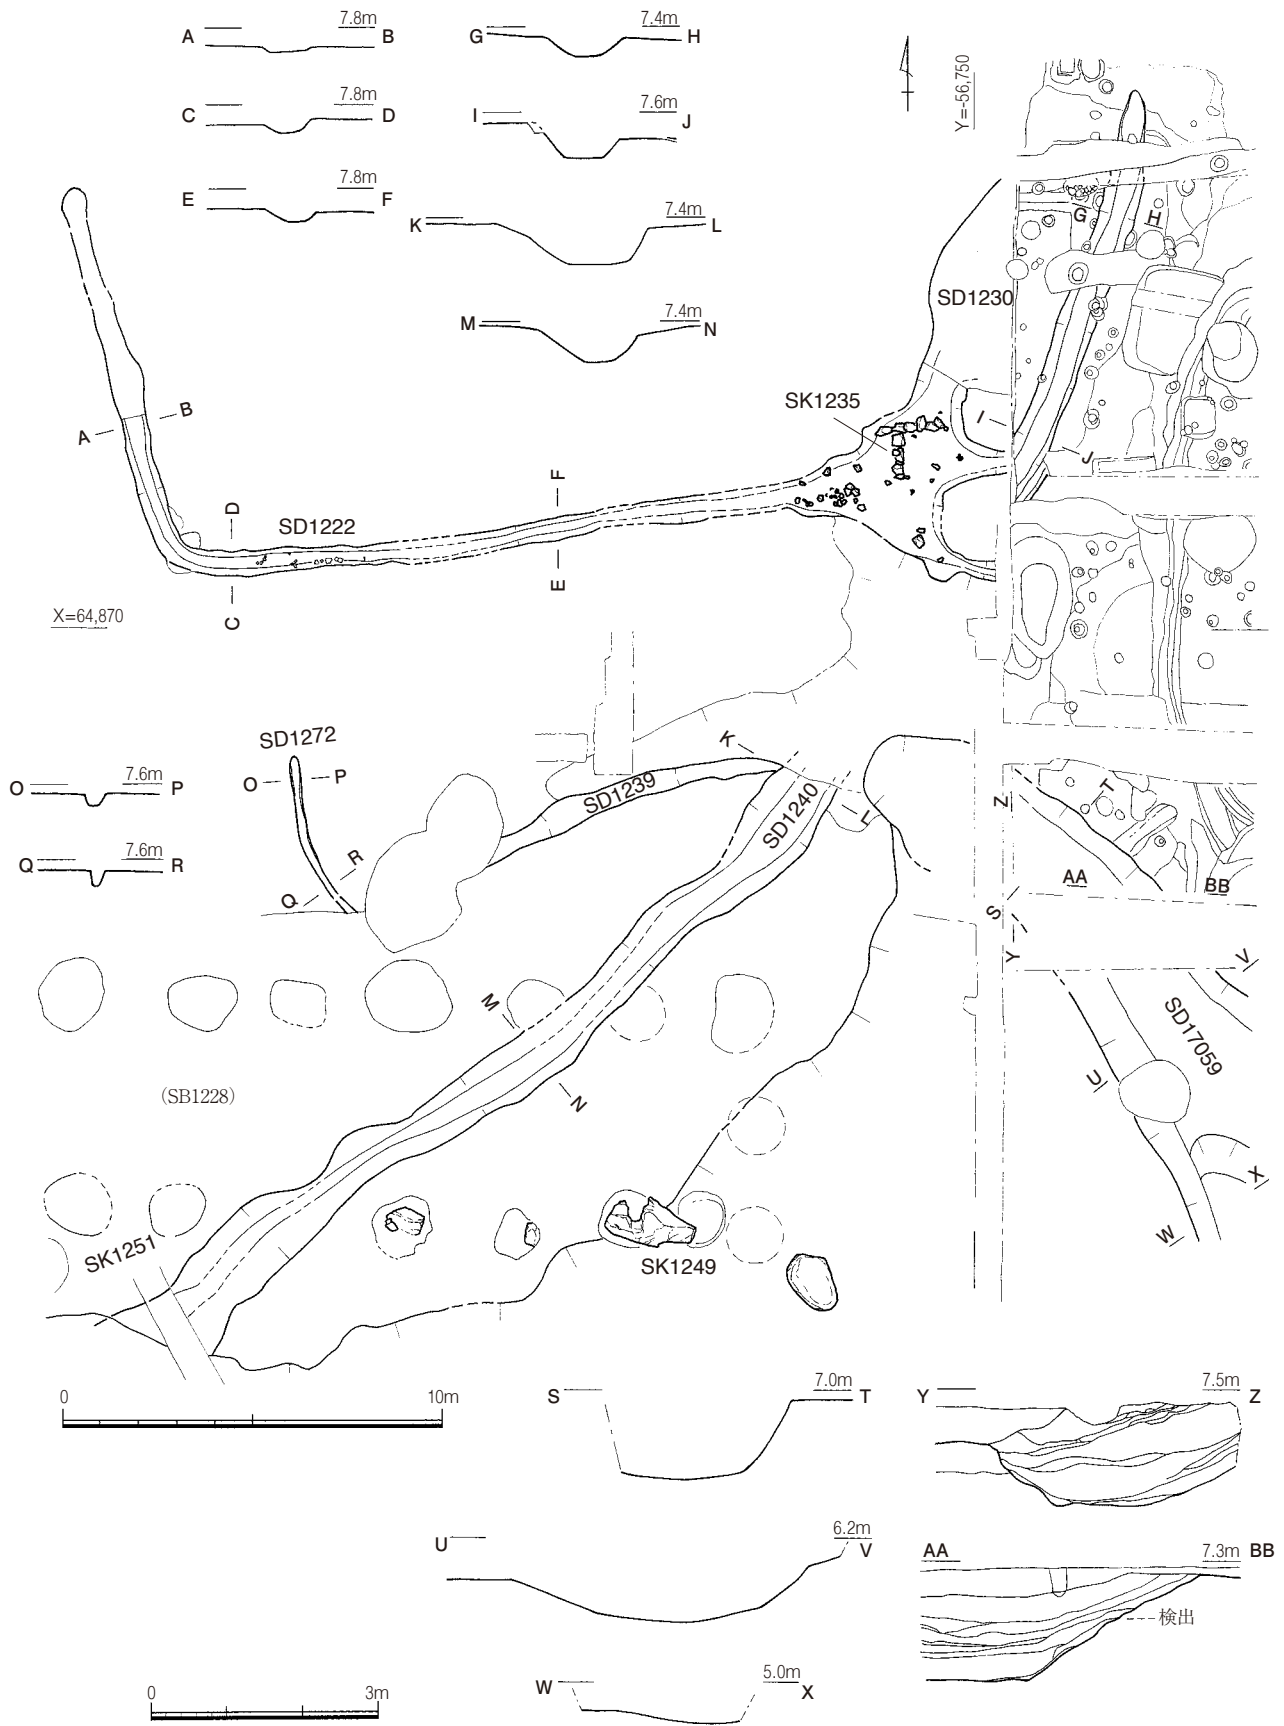 A 7.8m B
G 7.4m H
C 7.8m D
I 7.6m J
E 7.8m F
K 7.4m L
M 7.4m N
Y=-56,750
G H
SD1230
SK1235
I
J
A B
D
SD1222
F
E
C
X=64,870
SD1272
O P
O 7.6m P
Q 7.6m R
R
Q
K
SD1239
SD1240
L
Z
T
AA
BB
S
Y
V
SD17059
U
M
N
(SB1228)
X
W
SK1251
SK1249
0 10m
S 7.0m T
Y 7.5m Z
U 6.2m V
AA 7.3m BB
検出
W 5.0m X
0 3m